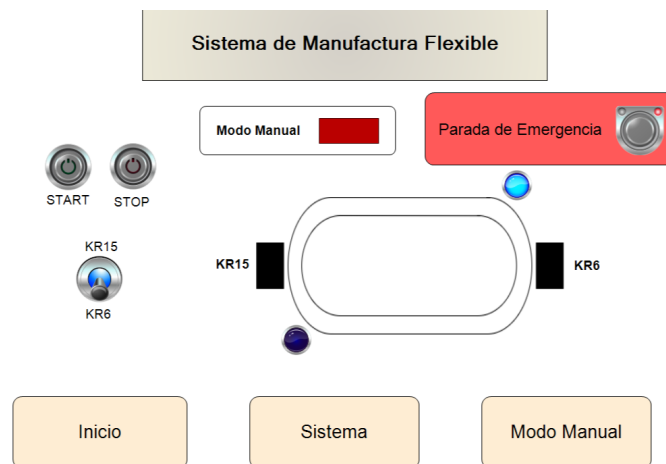 Sistema de Manufactura Flexible
Modo Manual
Parada de Emergencia
START
STOP
KR15
KR6
KR15
KR6
Inicio
Sistema
Modo Manual